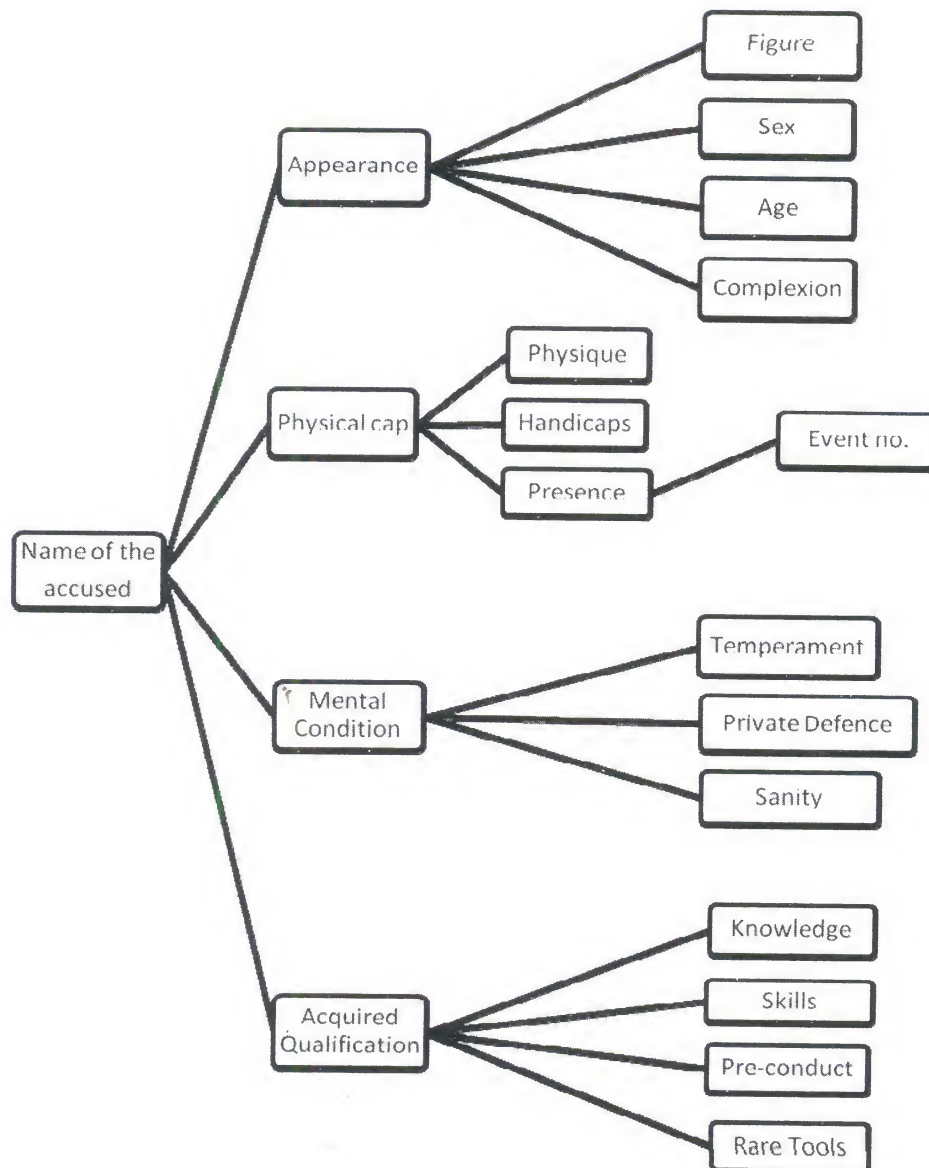 Figure
Sex
Appearance
Age
Complexion
Physique
Physical cap
Handicaps
Event no.
Presence
Name of the
accused
Temperament
Mental
Condition
Private Defence
Sanity
Knowledge
Skills
Acquired
Qualification
Pre-conduct
Rare Tools